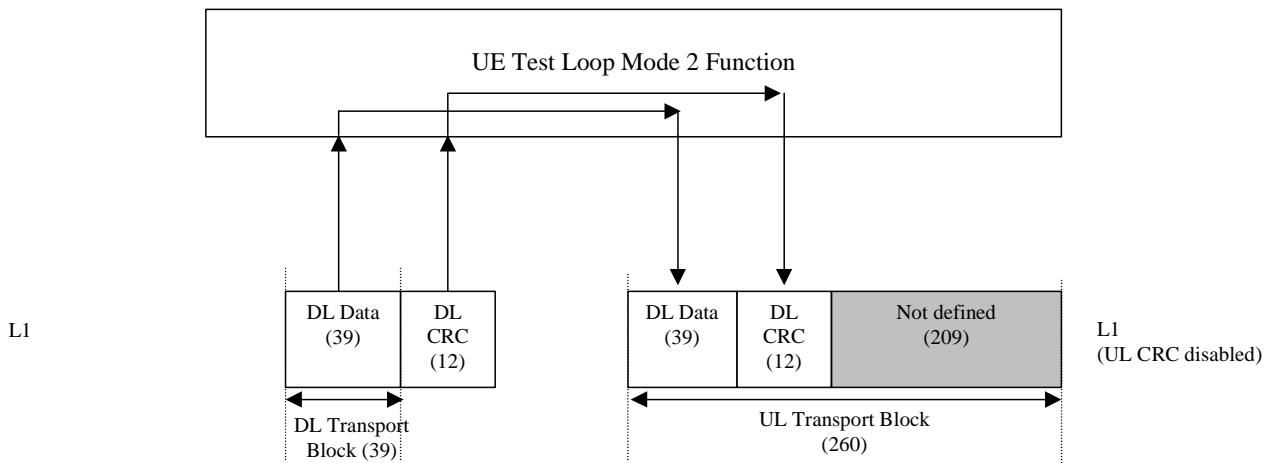 UE Test Loop Mode 2 Function
L1
DL Data
(39)
DL
CRC
(12)
DL Transport
Block (39)
DL Data
(39)
DL
CRC
(12)
Not defined
(209)
UL Transport Block
(260)
L1
(UL CRC disabled)